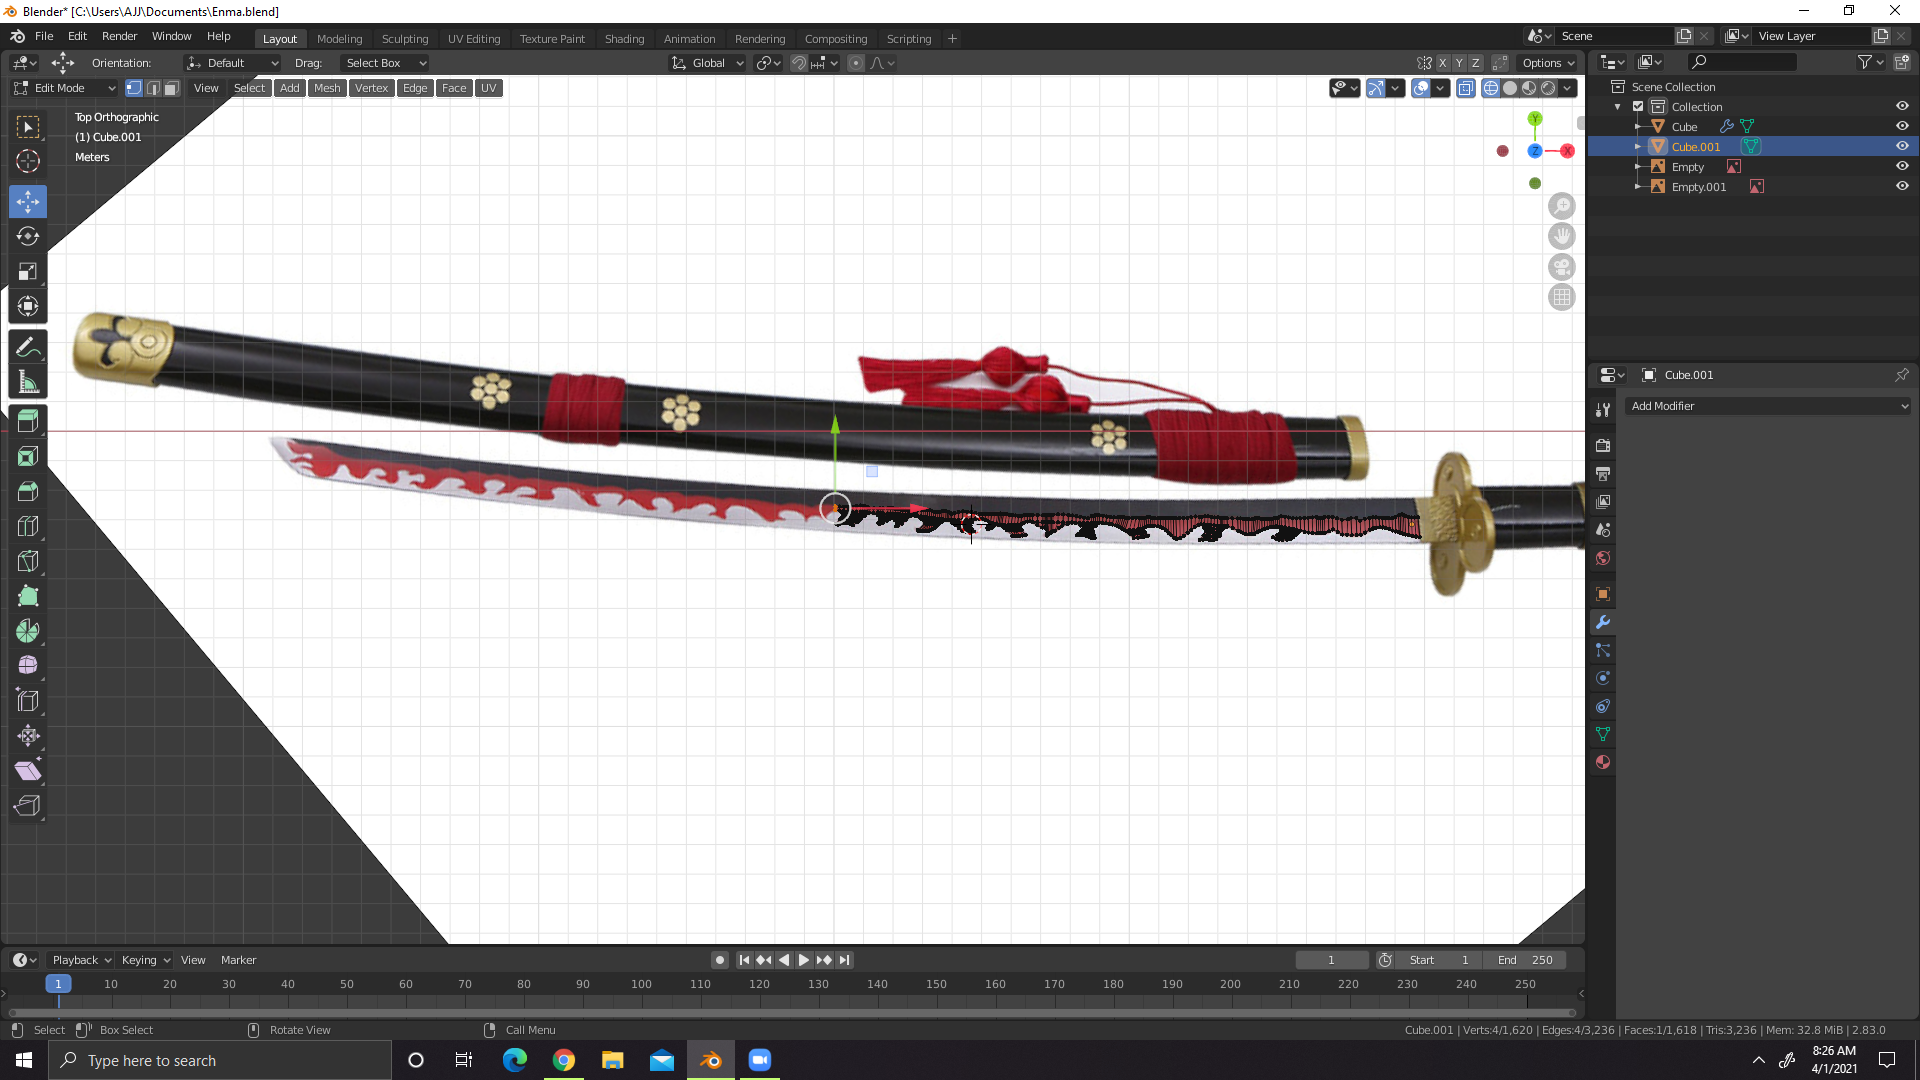 Blender* [C:\Users\AJJ\Documents\Enma.blend]
File Edit Render Window Help Layout Modeling Sculpting UV Editing Texture Paint Shading Animation Rendering Compositing Scripting + Scene View Layer
Orientation: Default Drag: Select Box Global X Y Z Options
Edit Mode View Select Add Mesh Vertex Edge Face UV
Top Orthographic
(1) Cube.001
Meters
Y
Z X
Scene Collection
Collection
Cube
Cube.001
Empty
Empty.001
Cube.001
Add Modifier
Playback Keying View Marker 1 Start 1 End 250
1 10 20 30 40 50 60 70 80 90 100 110 120 130 140 150 160 170 180 190 200 210 220 230 240 250
Select Box Select Rotate View Call Menu Cube.001 | Verts:4/1,620 | Edges:4/3,236 | Faces:1/1,618 | Tris:3,236 | Mem: 32.8 MiB | 2.83.0
Type here to search
8:26 AM
4/1/2021